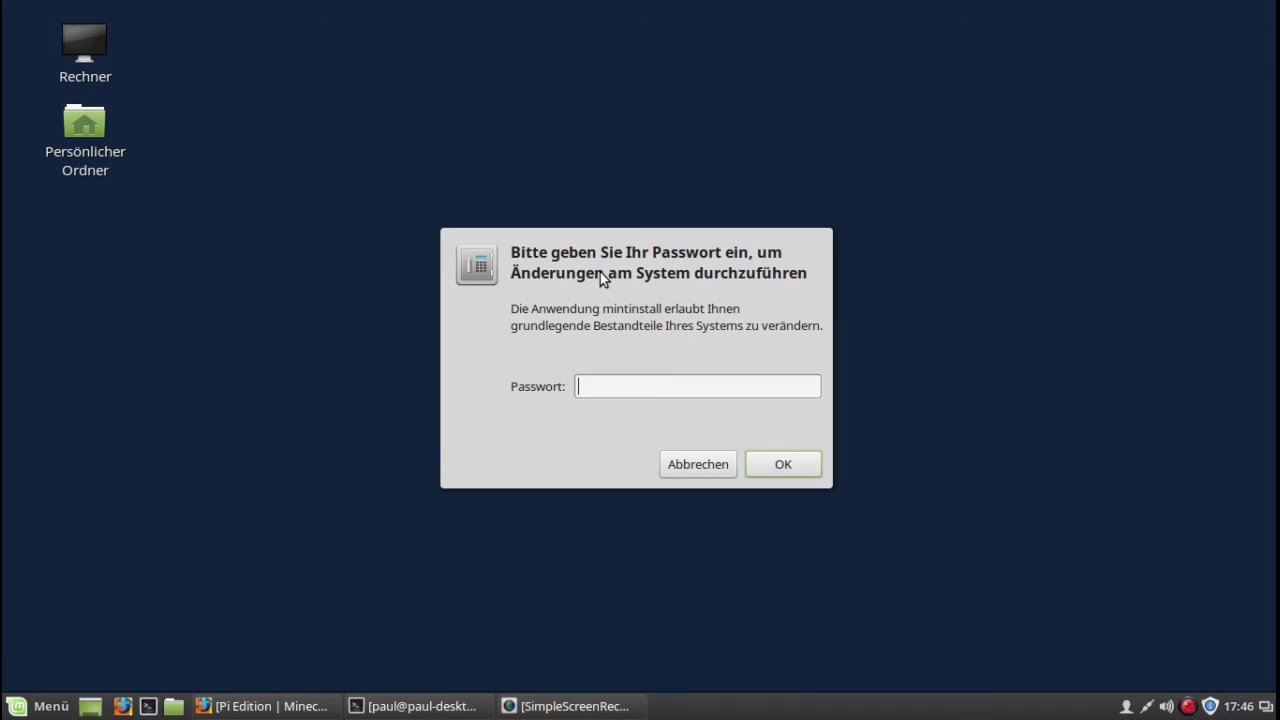 Rechner
Persönlicher
Ordner
Bitte geben Sie Ihr Passwort ein, um
Änderungen am System durchzuführen
Die Anwendung mintinstall erlaubt Ihnen
grundlegende Bestandteile Ihres Systems zu verändern.
Passwort:
Abbrechen
OK
Menü
[Pi Edition | Minec...
[paul@paul-deskt...
[SimpleScreenRec...
17:46